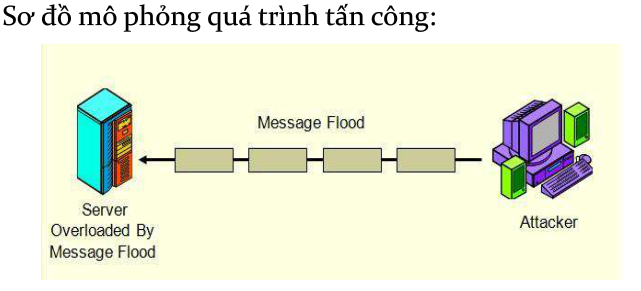 Sơ đồ mô phỏng quá trình tấn công:
Message Flood
Server
Overloaded By
Message Flood
Attacker